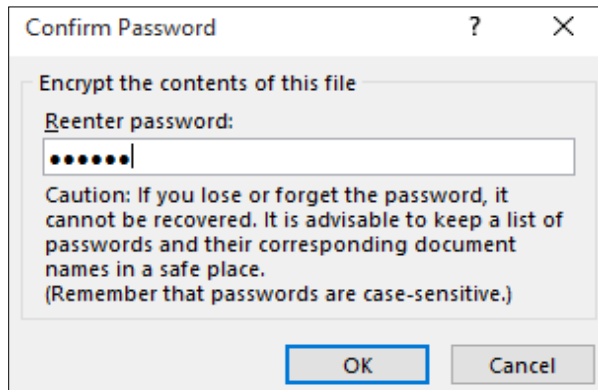 Confirm Password ?
Encrypt the contents of this file
Reenter password:
••••••
Caution: If you lose or forget the password, it
cannot be recovered. It is advisable to keep a list of
passwords and their corresponding document
names in a safe place.
(Remember that passwords are case-sensitive.)
OK Cancel